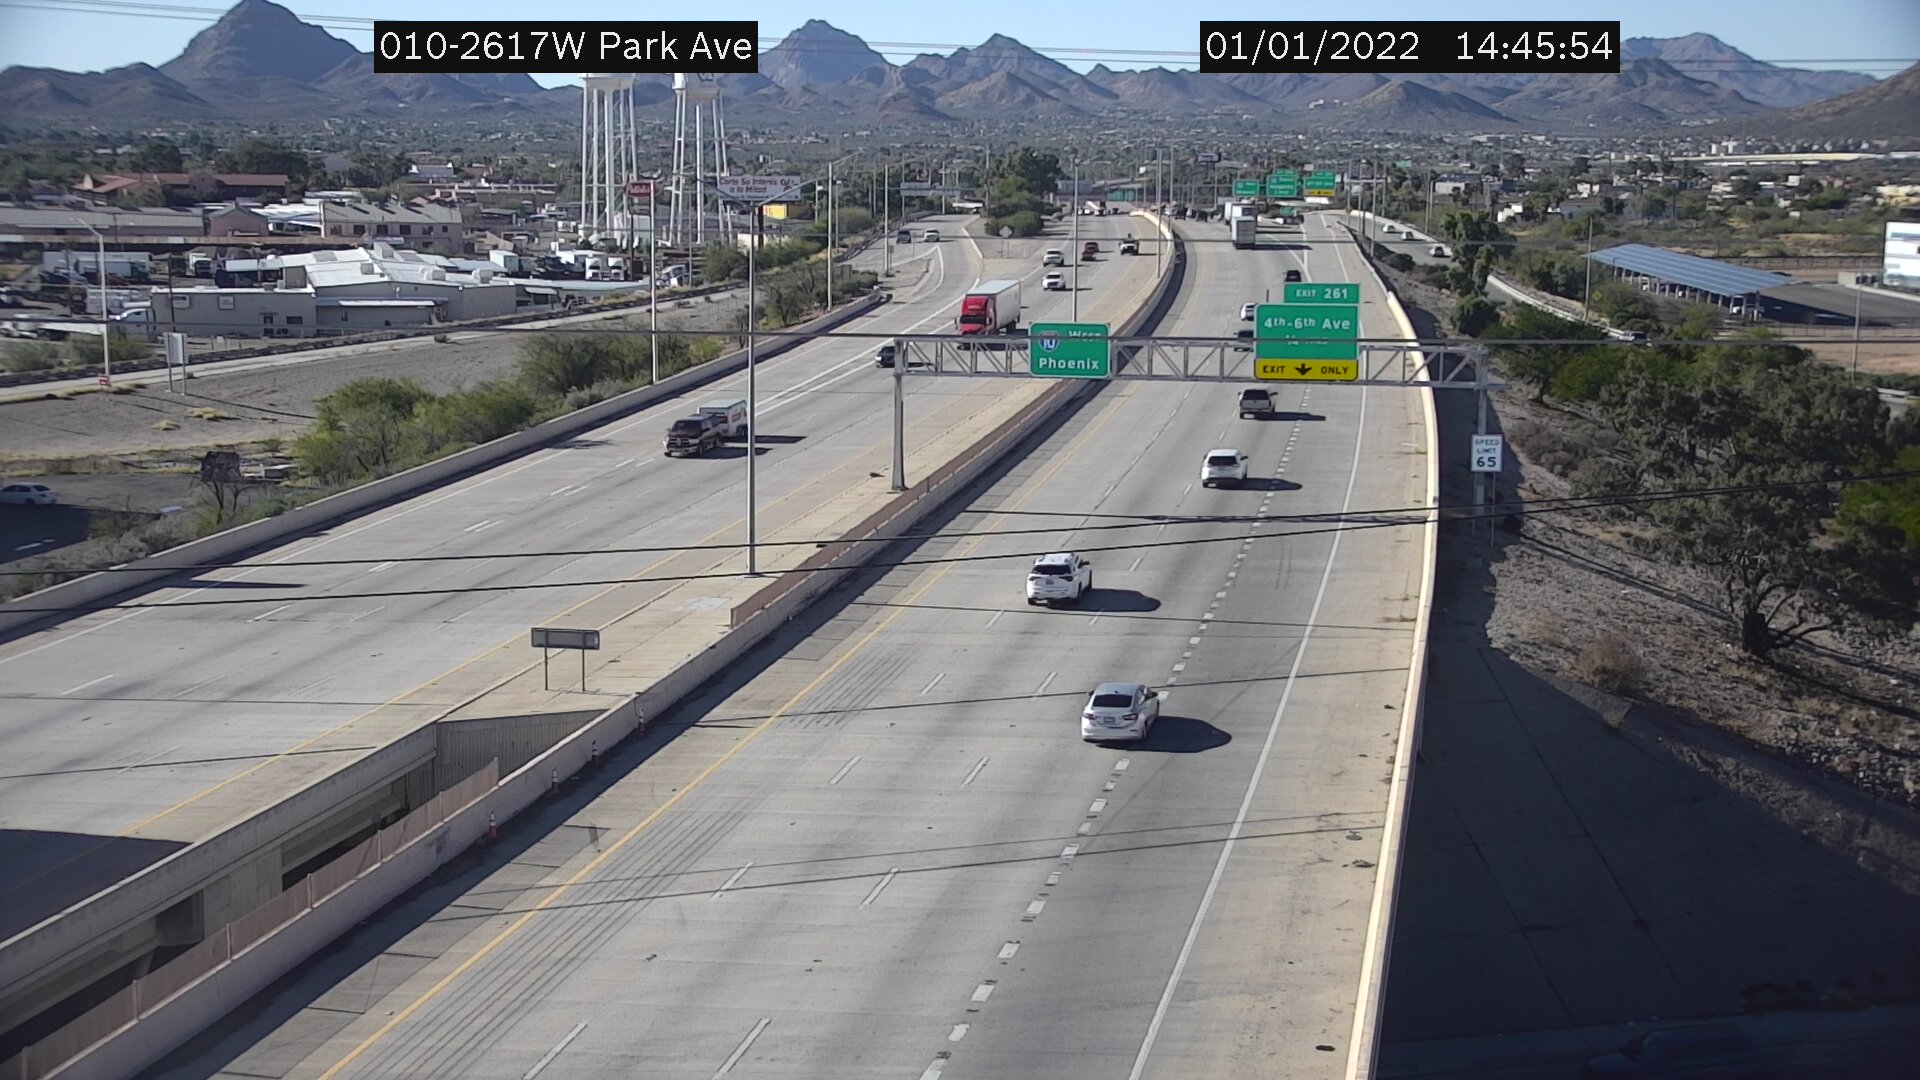 010-2617W Park Ave
01/01/2022 14:45:54
EXIT 261
10 West
Phoenix
4th-6th Ave
EXIT ONLY
SPEED
LIMIT
65